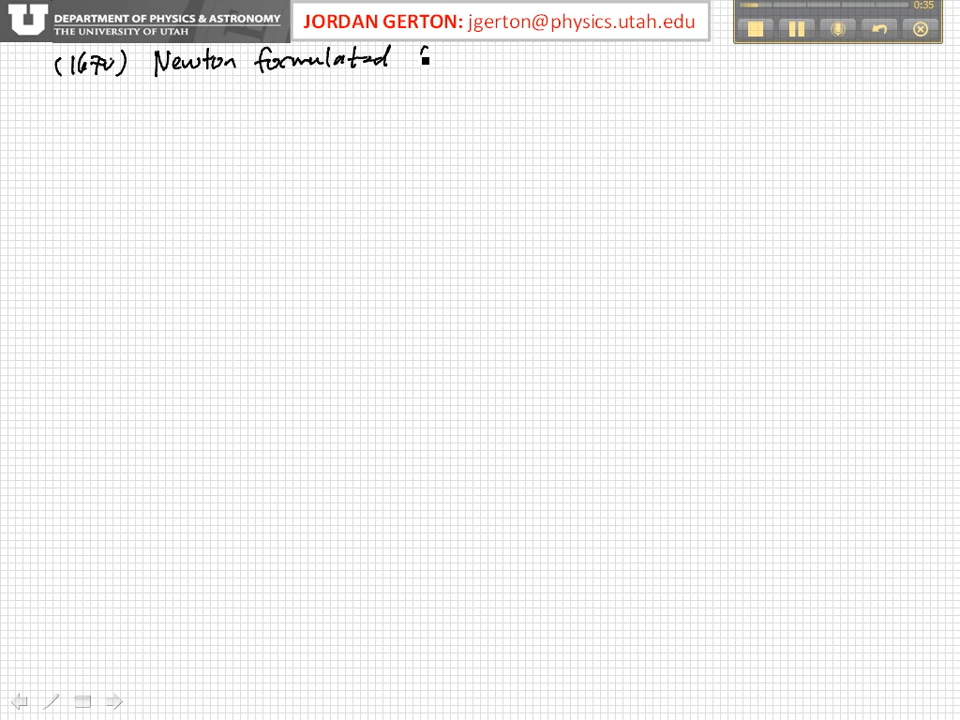 DEPARTMENT OF PHYSICS & ASTRONOMY
THE UNIVERSITY OF UTAH
JORDAN GERTON: jgerton@physics.utah.edu
0:35
(1670) Newton formulated